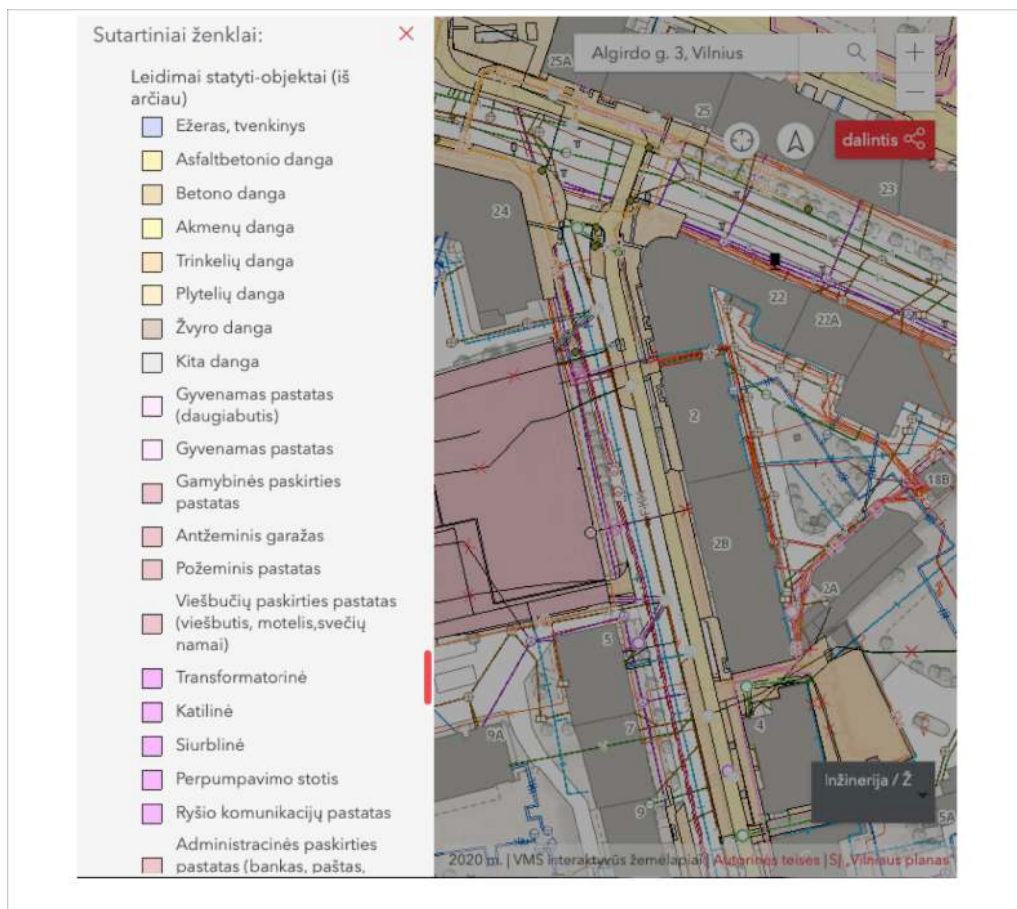 Sutartiniai ženklai:
Leidimai statyti-objektai (iš
arčiau)
Ežeras, tvenkinys
Asfaltbetonio danga
Betono danga
Akmenų danga
Trinkelių danga
Plytelių danga
Žvyro danga
Kita danga
Gyvenamas pastatas
(daugiabutis)
Gyvenamas pastatas
Gamybinės paskirties
pastatas
Antžeminis garažas
Požeminis pastatas
Viešbučių paskirties pastatas
(viešbutis, motelis,svečių
namai)
Transformatorinė
Katilinė
Siurblinė
Perpumpavimo stotis
Ryšio komunikacijų pastatas
Administracinės paskirties
pastatas (bankas, paštas,
Algirdo g. 3, Vilnius
dalintis
25A
25
23
24
22
22A
2
2B
18B
2A
5
4
7
9A
9
5A
Inžinerija / Ž
2020 m. | VMS interaktyvūs žemėlapiai | Autorinės teisės | SĮ „Vilniaus planas“